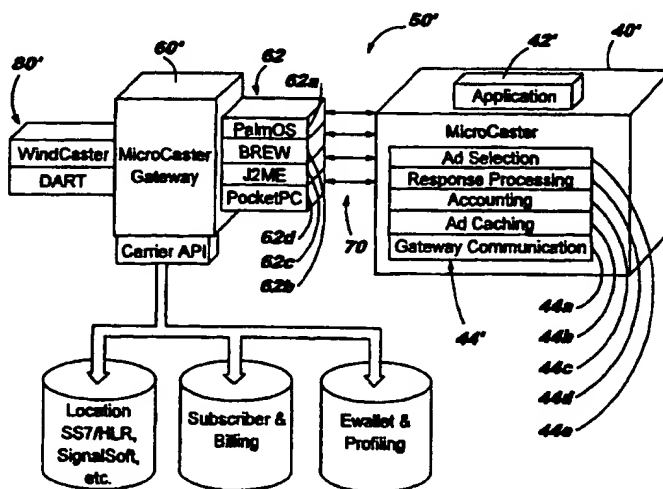 50'
60'
62
62a
42'
40'
80'
Application
PalmOS
MicroCaster
WindCaster
MicroCaster
Gateway
BREW
Ad Selection
DART
J2ME
Response Processing
PocketPC
Accounting
Ad Caching
Carrier API
62d
70
Gateway Communication
62c
62b
44'
44a
44b
44c
44d
44e
Location
SS7/HLR,
SignalSoft,
etc.
Subscriber &
Billing
Ewallet &
Profiling